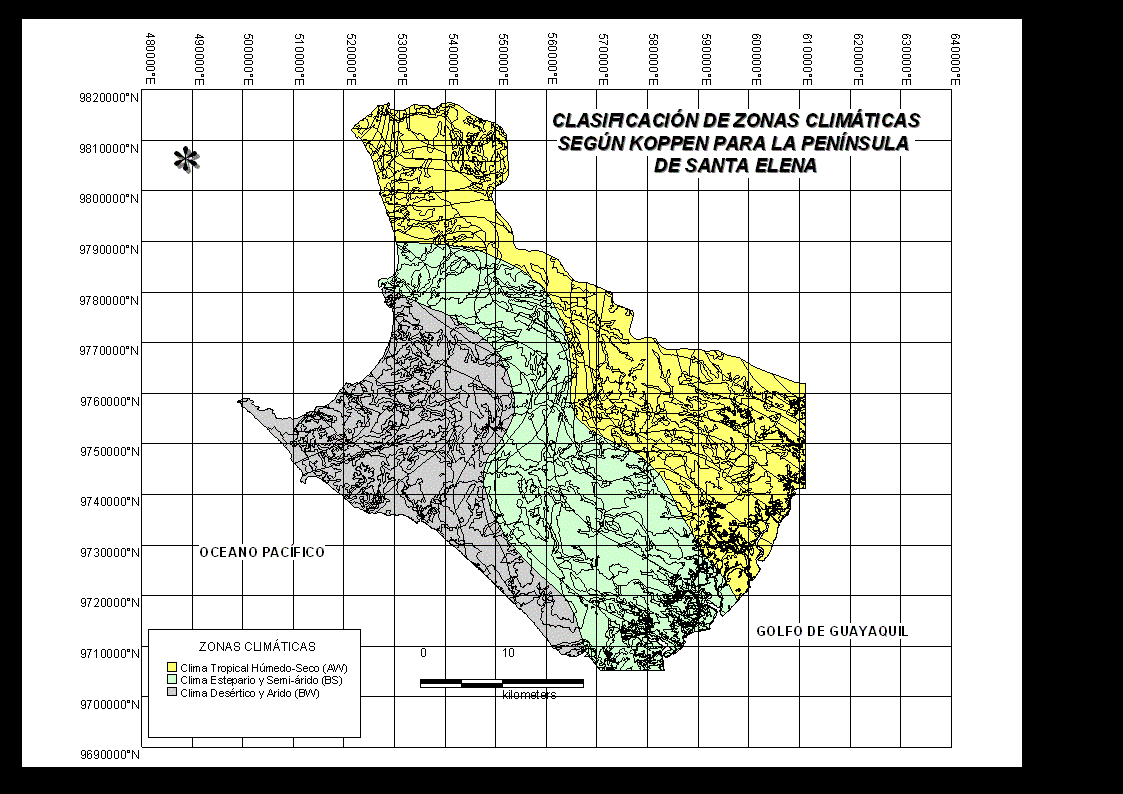 480000°E 490000°E 500000°E 510000°E 520000°E 530000°E 540000°E 550000°E 560000°E 570000°E 580000°E 590000°E 600000°E 610000°E 620000°E 630000°E 640000°E
9820000°N
9810000°N
9800000°N
9790000°N
9780000°N
9770000°N
9760000°N
9750000°N
9740000°N
9730000°N
9720000°N
9710000°N
9700000°N
9690000°N
CLASIFICACIÓN DE ZONAS CLIMÁTICAS
SEGÚN KOPPEN PARA LA PENÍNSULA
DE SANTA ELENA
OCEANO PACÍFICO
GOLFO DE GUAYAQUIL
ZONAS CLIMÁTICAS
Clima Tropical Húmedo-Seco (AW)
Clima Estepario y Semi-árido (BS)
Clima Desértico y Arido (BW)
0 10
kilometers